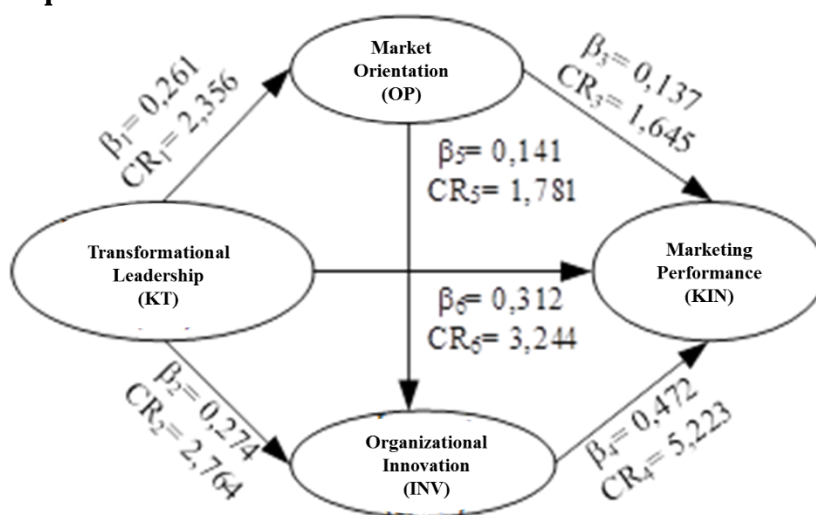 Market
Orientation
(OP)
β1= 0,261
CR1= 2,356
β3= 0,137
CR3= 1,645
β5= 0,141
CR5= 1,781
Transformational
Leadership
(KT)
Marketing
Performance
(KIN)
β6= 0,312
CR6= 3,244
β2= 0,274
CR2= 2,764
Organizational
Innovation
(INV)
β4= 0,472
CR4= 5,223